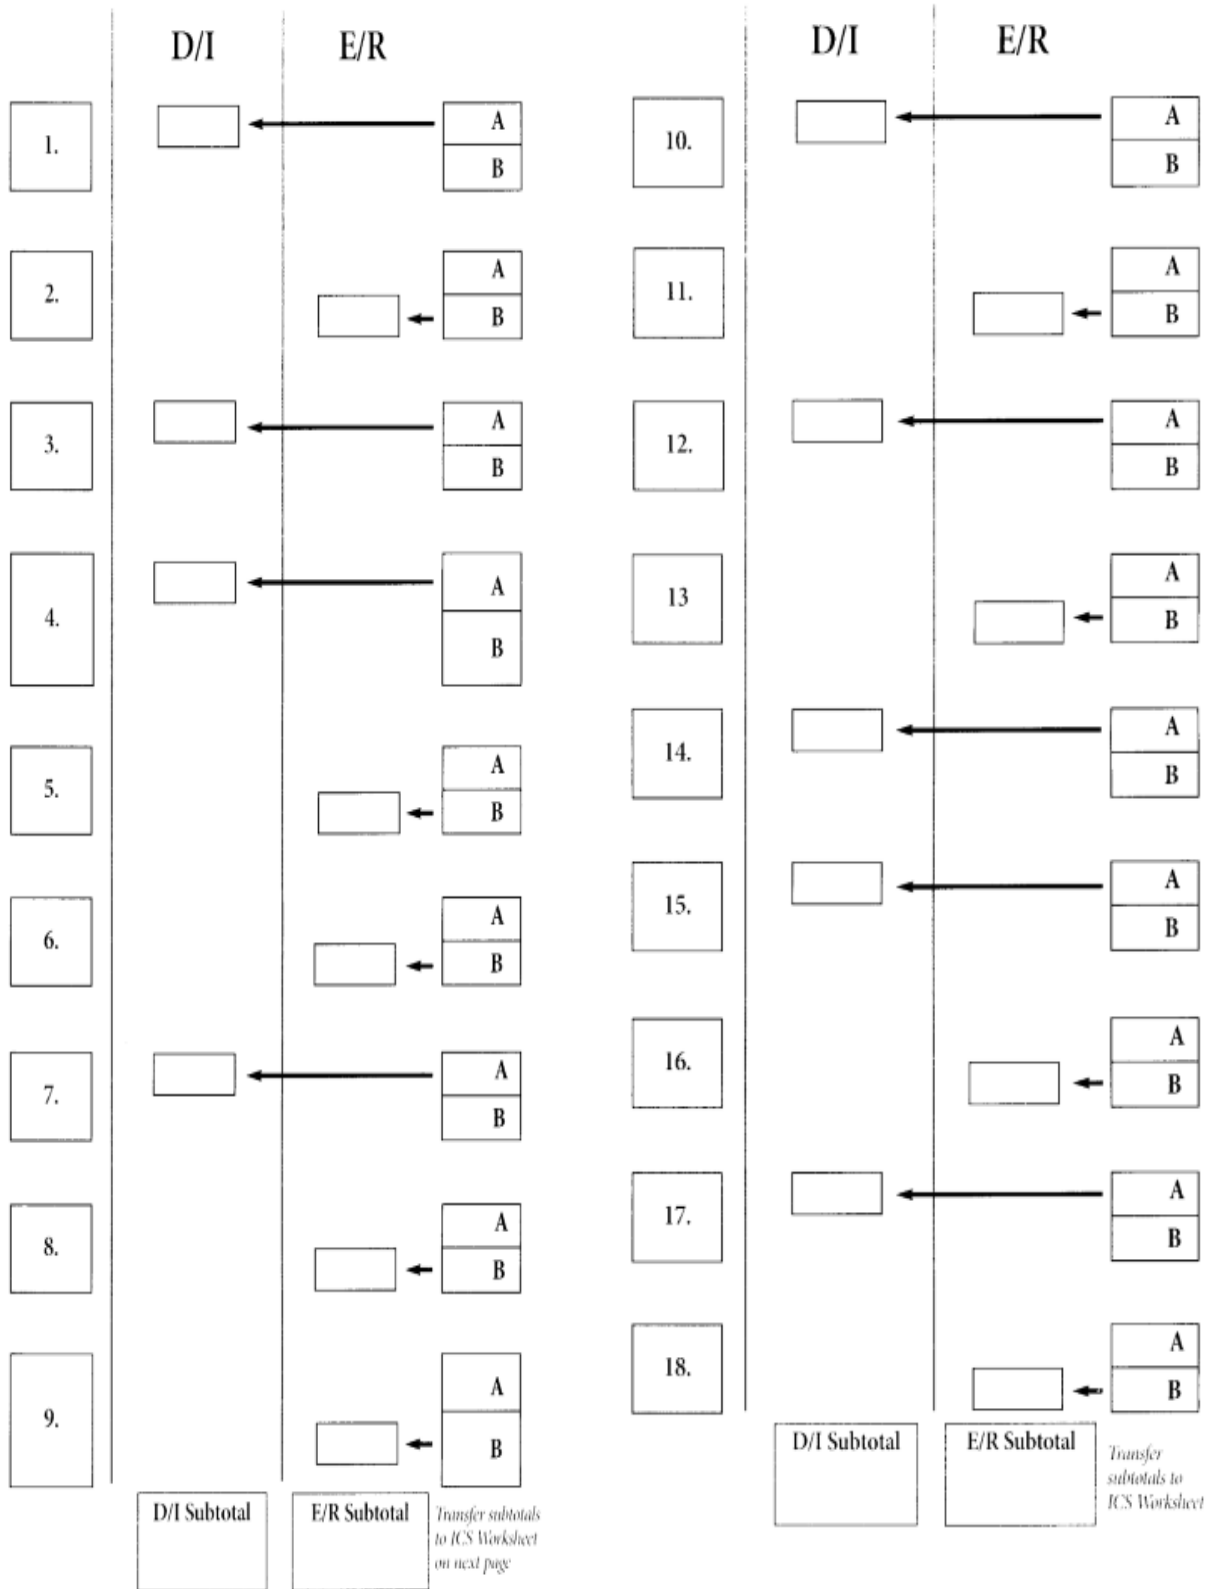 D/I E/R
1. A
B
2. A
B
3. A
B
4. A
B
5. A
B
6. A
B
7. A
B
8. A
B
9. A
B
D/I Subtotal E/R Subtotal Transfer subtotals
to ICS Worksheet
on next page
D/I E/R
10. A
B
11. A
B
12. A
B
13 A
B
14. A
B
15. A
B
16. A
B
17. A
B
18. A
B
D/I Subtotal E/R Subtotal Transfer
subtotals to
ICS Worksheet